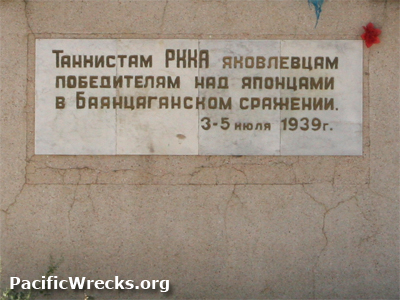 Танкистам РККА яковлевцам
победителям над японцами
в Баянцаганском сражении.
3-5 июля 1939г.
PacificWrecks.org